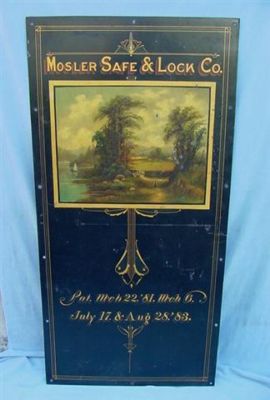 MOSLER SAFE & LOCK CO.
Pat. Mch 22.'81. Mch 6.
July 17. & Aug 28.'83.